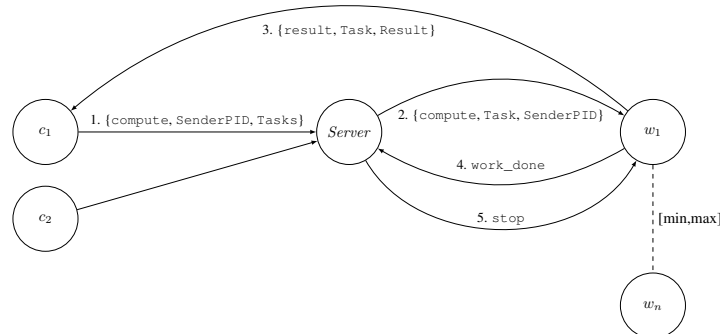 3. {result, Task, Result}
c1
1. {compute, SenderPID, Tasks}
Server
2. {compute, Task, SenderPID}
w1
4. work_done
c2
5. stop
[min,max]
wn